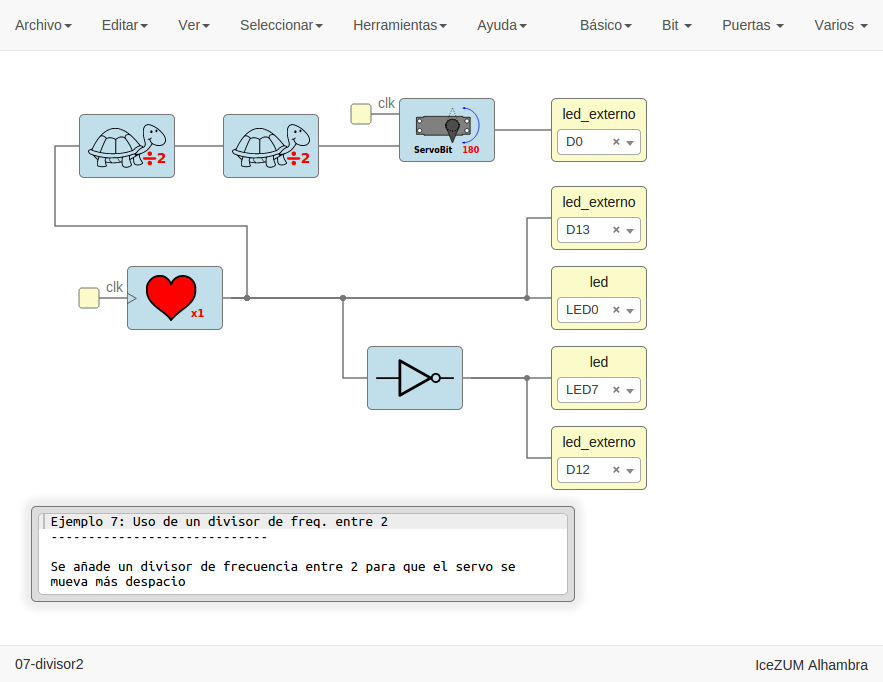 Archivo Editar Ver Seleccionar Herramientas Ayuda Básico Bit Puertas Varios
clk
÷2
÷2
ServoBit 180
led_externo
D0 ×
led_externo
D13 ×
clk
x1
led
LED0 ×
led
LED7 ×
led_externo
D12 ×
Ejemplo 7: Uso de un divisor de freq. entre 2
-----------------------------
Se añade un divisor de frecuencia entre 2 para que el servo se
mueva más despacio
07-divisor2 IceZUM Alhambra